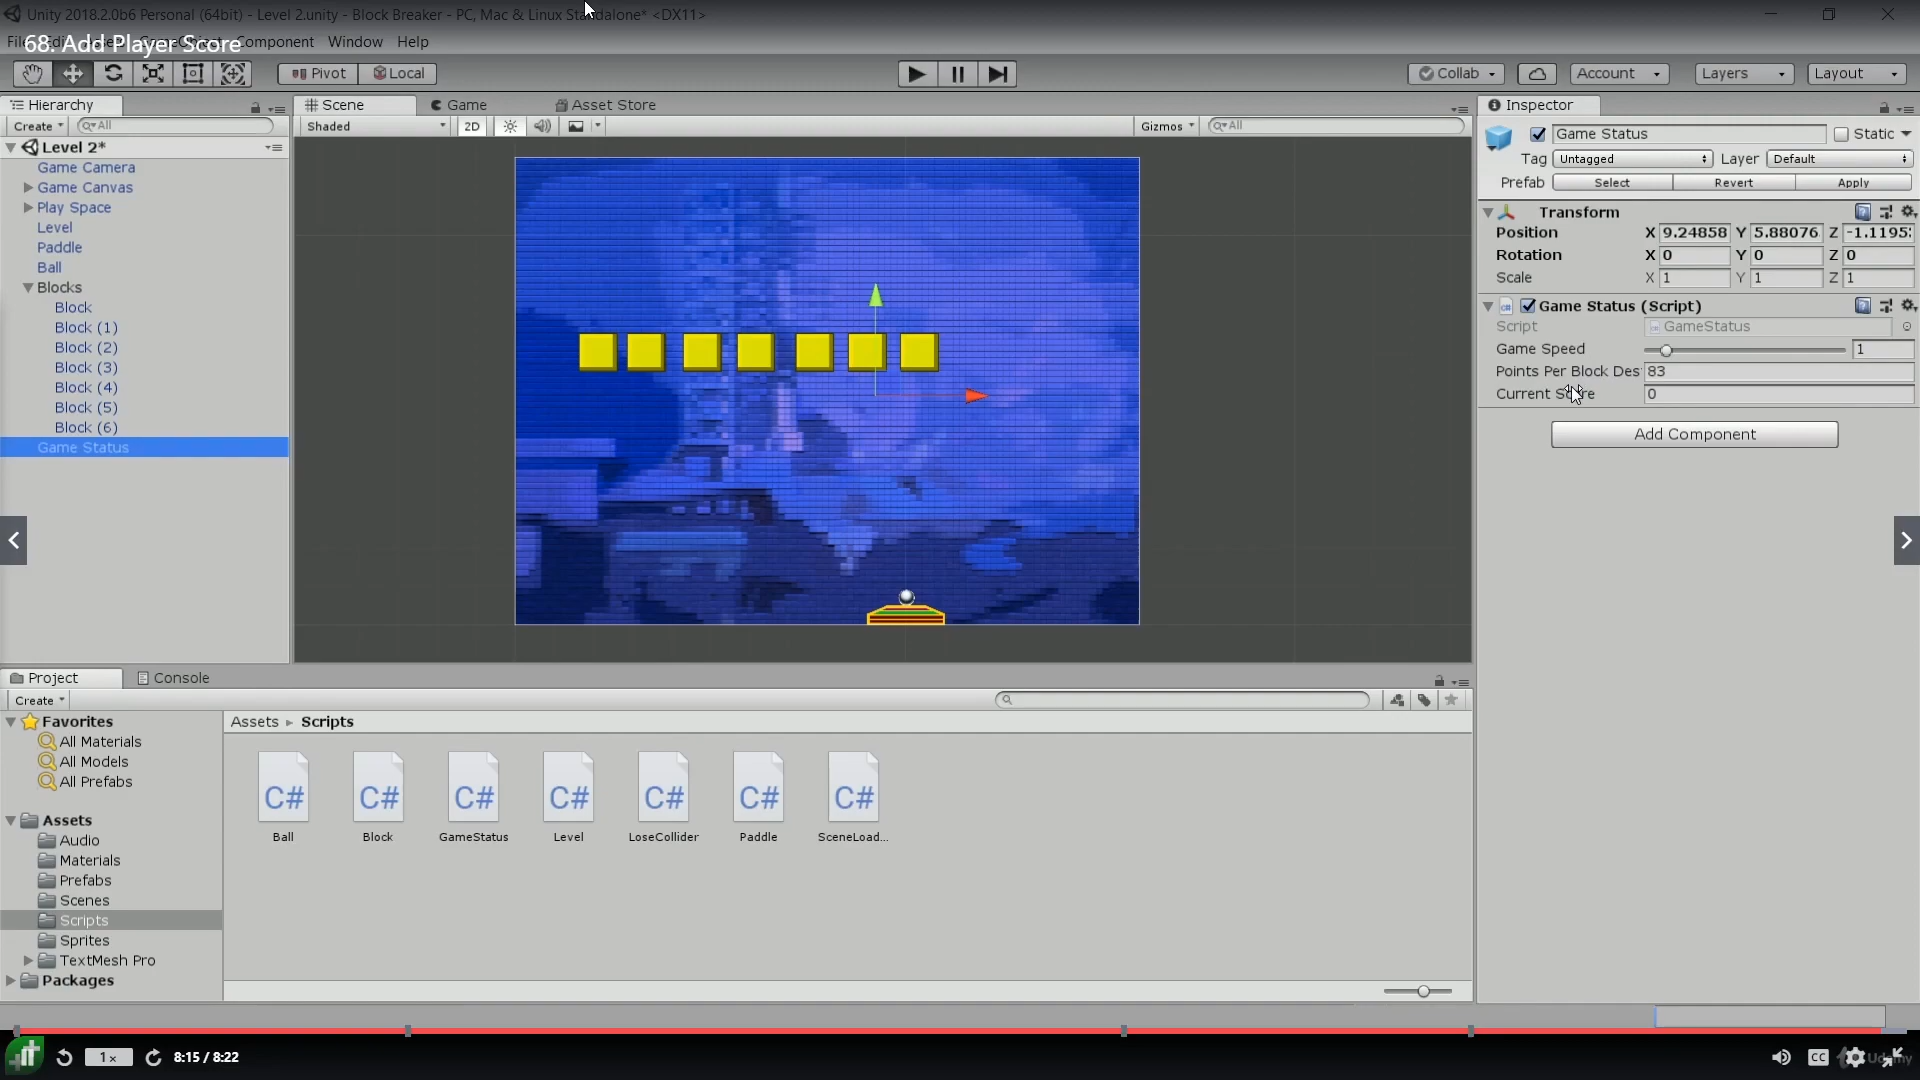 Unity 2018.2.0b6 Personal (64bit) - Level 2.unity - Block Breaker - PC, Mac & Linux Standalone* <DX11>
68. Add Player Score
Component Window Help
Pivot Local
Collab Account Layers Layout
Hierarchy
Create All
Level 2*
Game Camera
Game Canvas
Play Space
Level
Paddle
Ball
Blocks
Block
Block (1)
Block (2)
Block (3)
Block (4)
Block (5)
Block (6)
Game Status
Scene Game Asset Store
Shaded 2D Gizmos All
Inspector
Game Status Static
Tag Untagged Layer Default
Prefab Select Revert Apply
Transform
Position X 9.24858 Y 5.88076 Z -1.1195
Rotation X 0 Y 0 Z 0
Scale X 1 Y 1 Z 1
Game Status (Script)
Script GameStatus
Game Speed 1
Points Per Block Des 83
Current Score 0
Add Component
Project Console
Create
Favorites
All Materials
All Models
All Prefabs
Assets
Audio
Materials
Prefabs
Scenes
Scripts
Sprites
TextMesh Pro
Packages
Assets Scripts
C# C# C# C# C# C# C#
Ball Block GameStatus Level LoseCollider Paddle SceneLoad...
1x 8:15 / 8:22 CC Udemy